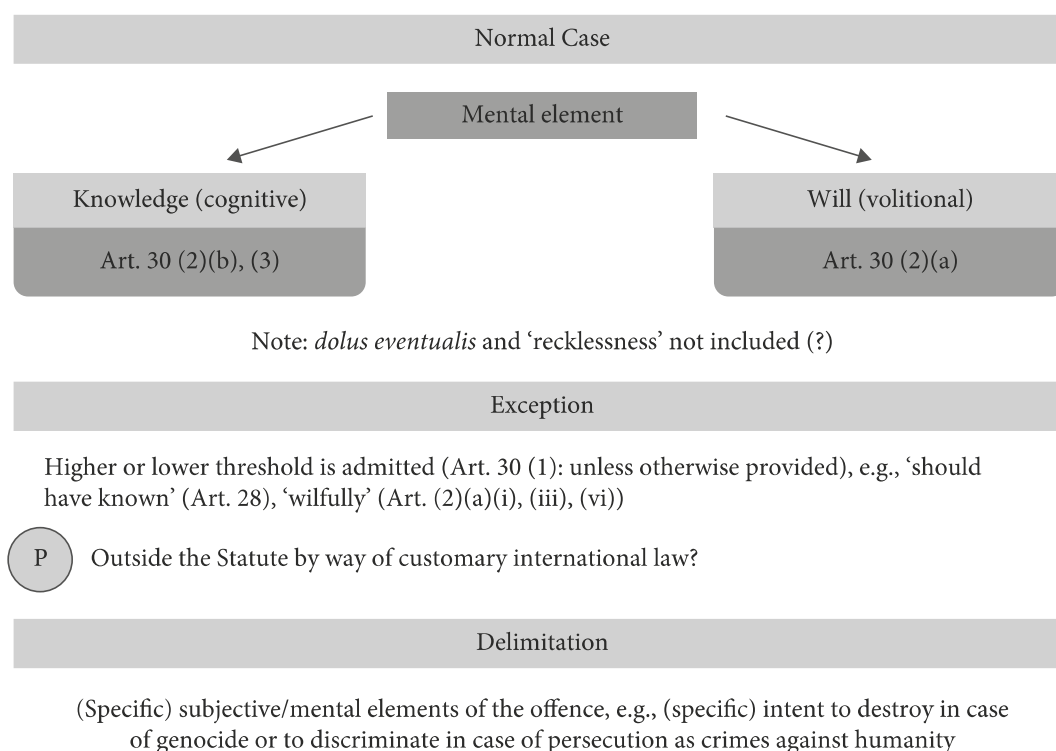 Normal Case
Mental element
Knowledge (cognitive)
Art. 30 (2)(b), (3)
Will (volitional)
Art. 30 (2)(a)
Note: dolus eventualis and ‘recklessness’ not included (?)
Exception
Higher or lower threshold is admitted (Art. 30 (1): unless otherwise provided), e.g., ‘should
have known’ (Art. 28), ‘wilfully’ (Art. (2)(a)(i), (iii), (vi))
P
Outside the Statute by way of customary international law?
Delimitation
(Specific) subjective/mental elements of the offence, e.g., (specific) intent to destroy in case
of genocide or to discriminate in case of persecution as crimes against humanity